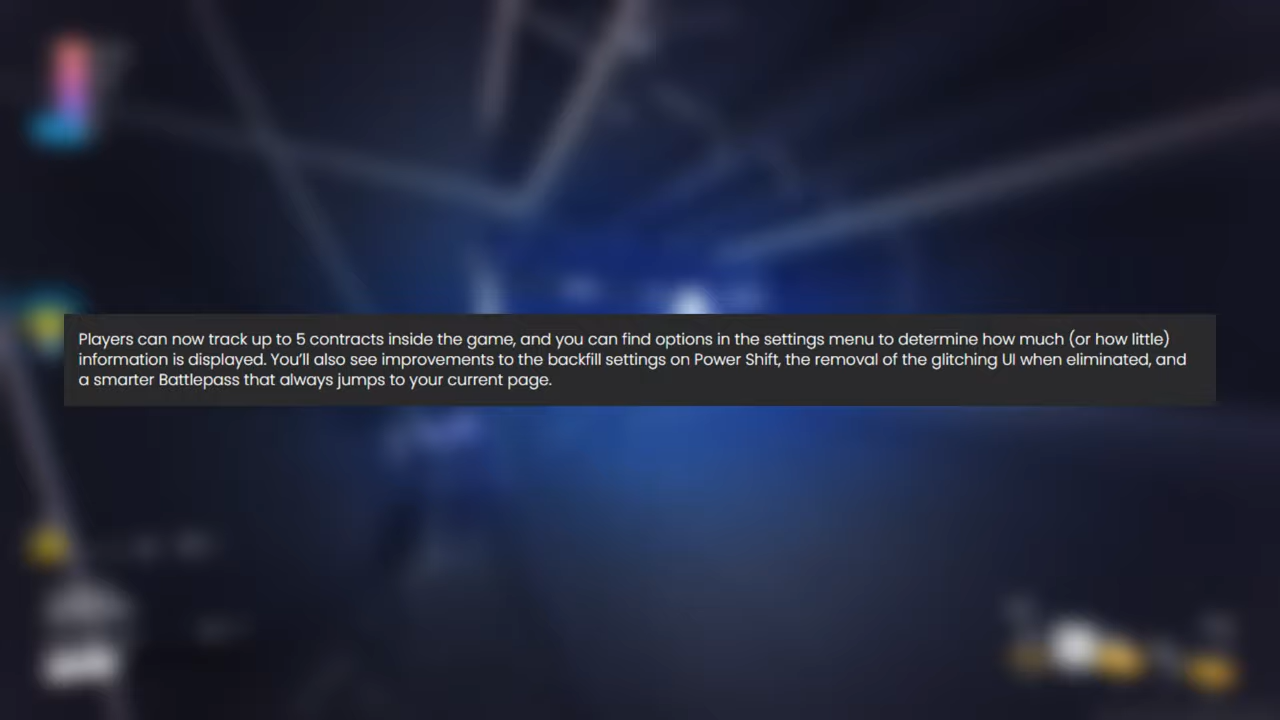 Players can now track up to 5 contracts inside the game, and you can find options in the settings menu to determine how much (or how little)
information is displayed. You'll also see improvements to the backfill settings on Power Shift, the removal of the glitching UI when eliminated, and
a smarter Battlepass that always jumps to your current page.